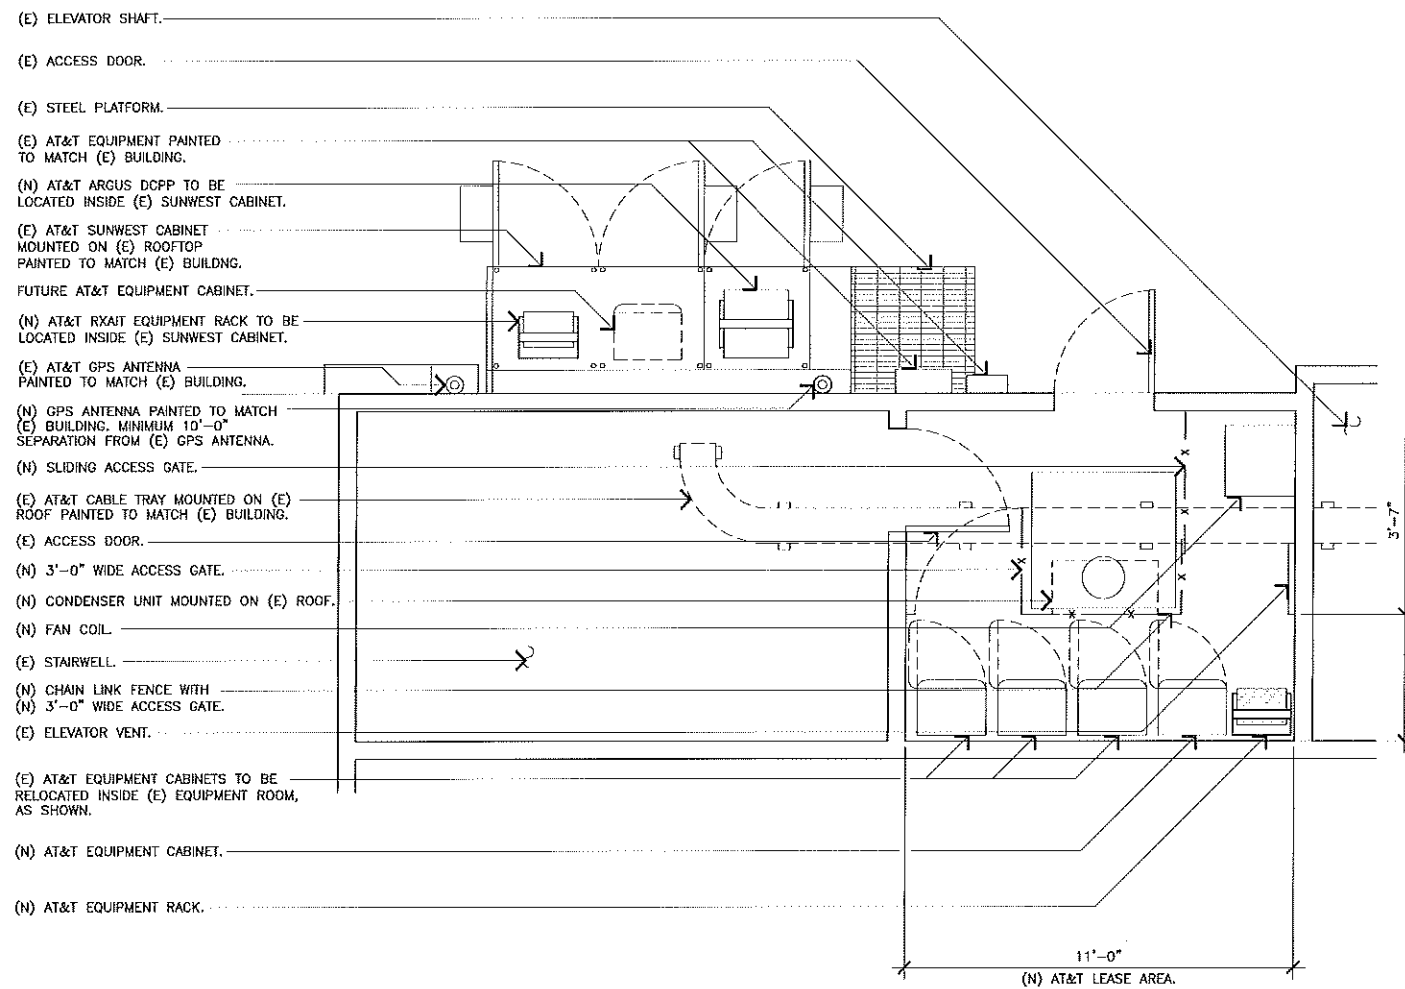 (E) ELEVATOR SHAFT.
(E) ACCESS DOOR.
(E) STEEL PLATFORM.
(E) AT&T EQUIPMENT PAINTED
TO MATCH (E) BUILDING.
(N) AT&T ARGUS DCPP TO BE
LOCATED INSIDE (E) SUNWEST CABINET.
(E) AT&T SUNWEST CABINET
MOUNTED ON (E) ROOFTOP
PAINTED TO MATCH (E) BUILDNG.
FUTURE AT&T EQUIPMENT CABINET.
(N) AT&T RXAIT EQUIPMENT RACK TO BE
LOCATED INSIDE (E) SUNWEST CABINET.
(E) AT&T GPS ANTENNA
PAINTED TO MATCH (E) BUILDING.
(N) GPS ANTENNA PAINTED TO MATCH
(E) BUILDING. MINIMUM 10'-0"
SEPARATION FROM (E) GPS ANTENNA.
(N) SLIDING ACCESS GATE.
(E) AT&T CABLE TRAY MOUNTED ON (E)
ROOF PAINTED TO MATCH (E) BUILDING.
(E) ACCESS DOOR.
(N) 3'-0" WIDE ACCESS GATE.
(N) CONDENSER UNIT MOUNTED ON (E) ROOF.
(N) FAN COIL.
(E) STAIRWELL.
(N) CHAIN LINK FENCE WITH
(N) 3'-0" WIDE ACCESS GATE.
(E) ELEVATOR VENT.
(E) AT&T EQUIPMENT CABINETS TO BE
RELOCATED INSIDE (E) EQUIPMENT ROOM,
AS SHOWN.
(N) AT&T EQUIPMENT CABINET.
(N) AT&T EQUIPMENT RACK.
3'-7"
11'-0"
(N) AT&T LEASE AREA.